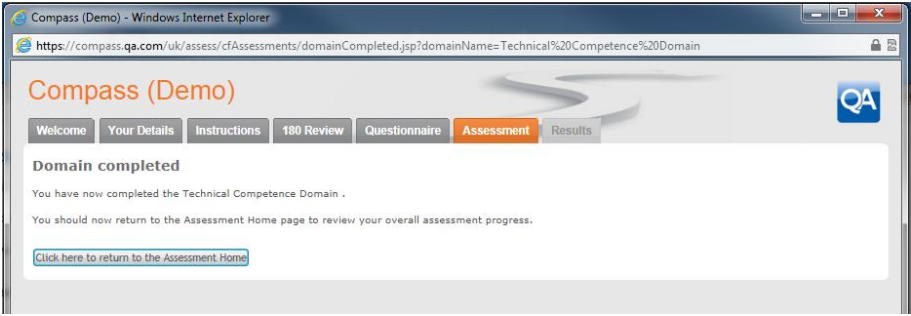 Compass (Demo) - Windows Internet Explorer
https://compass.qa.com/uk/assess/cfAssessments/domainCompleted.jsp?domainName=Technical%20Competence%20Domain
Compass (Demo)
QA
Welcome Your Details Instructions 180 Review Questionnaire Assessment Results
Domain completed
You have now completed the Technical Competence Domain .
You should now return to the Assessment Home page to review your overall assessment progress.
Click here to return to the Assessment Home